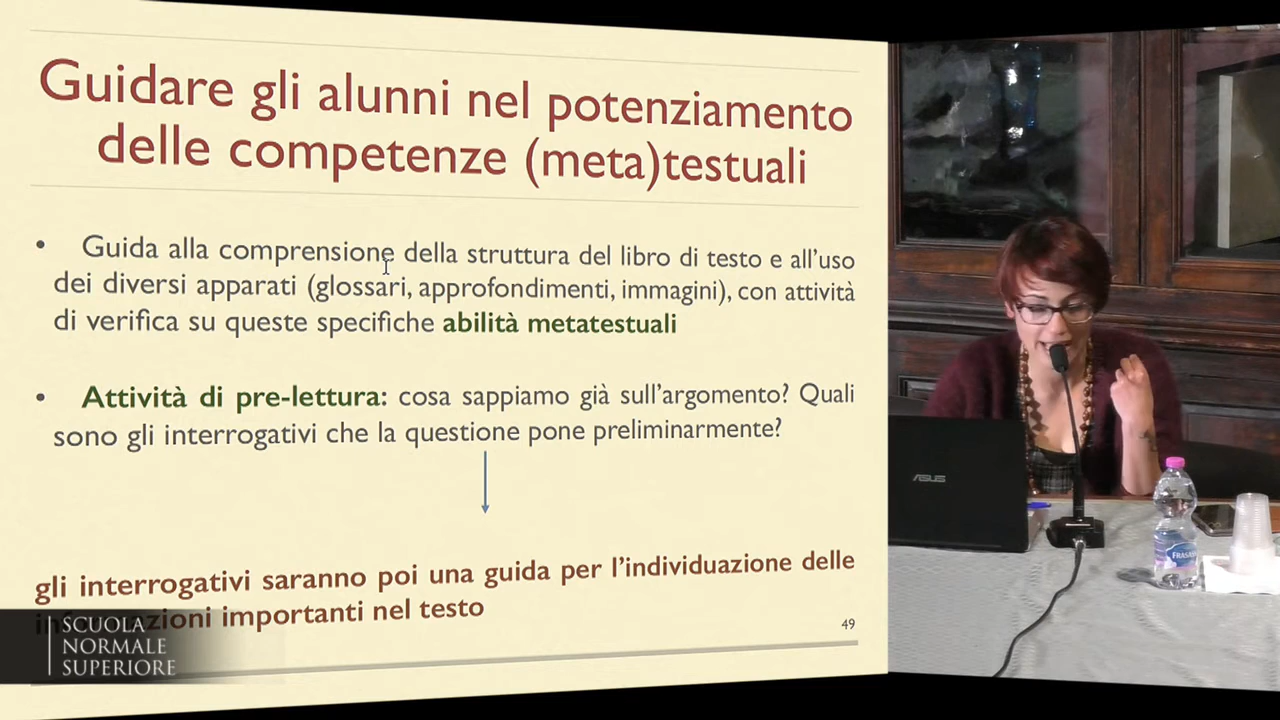 Guidare gli alunni nel potenziamento
delle competenze (meta)testuali
• Guida alla comprensione della struttura del libro di testo e all'uso
dei diversi apparati (glossari, approfondimenti, immagini), con attività
di verifica su queste specifiche abilità metatestuali
• Attività di pre-lettura: cosa sappiamo già sull'argomento? Quali
sono gli interrogativi che la questione pone preliminarmente?
gli interrogativi saranno poi una guida per l'individuazione delle
informazioni importanti nel testo
49
SCUOLA
NORMALE
SUPERIORE
ASUS